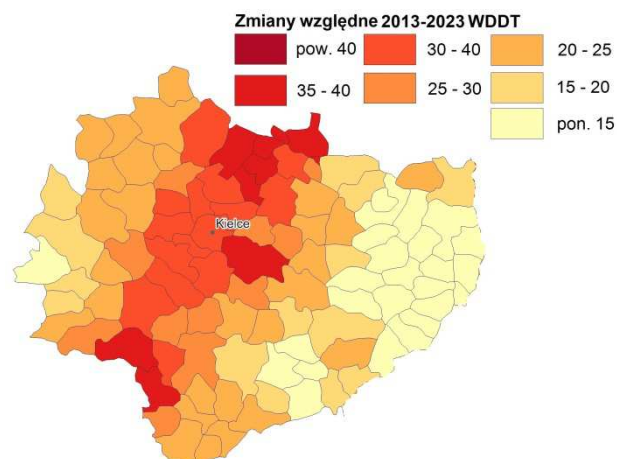 Zmiany względne 2013-2023 WDDT
pow. 40
30 - 40
20 - 25
35 - 40
25 - 30
15 - 20
pon. 15
Kielce